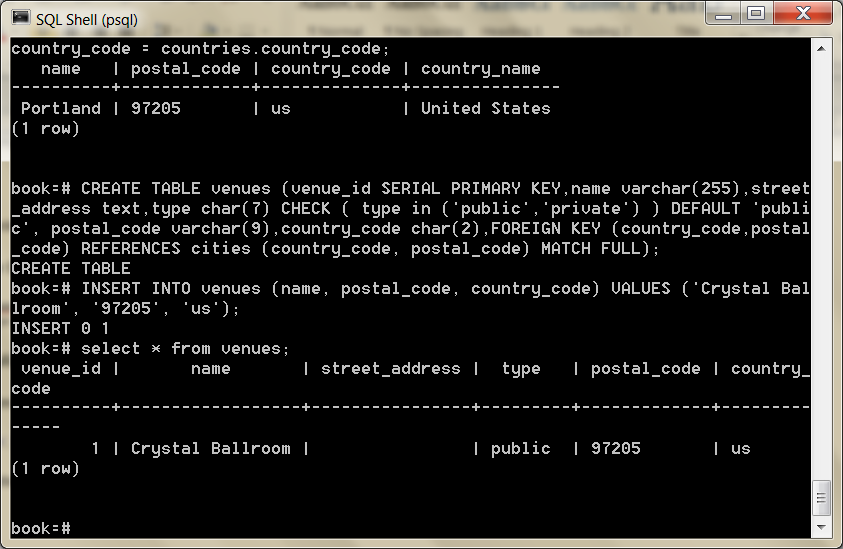 SQL Shell (psql)
country_code = countries.country_code;
   name   | postal_code | country_code | country_name
----------+-------------+--------------+---------------
 Portland | 97205       | us           | United States
(1 row)
book=# CREATE TABLE venues (venue_id SERIAL PRIMARY KEY,name varchar(255),street
_address text,type char(7) CHECK ( type in ('public','private') ) DEFAULT 'publi
c', postal_code varchar(9),country_code char(2),FOREIGN KEY (country_code,postal
_code) REFERENCES cities (country_code, postal_code) MATCH FULL);
CREATE TABLE
book=# INSERT INTO venues (name, postal_code, country_code) VALUES ('Crystal Bal
lroom', '97205', 'us');
INSERT 0 1
book=# select * from venues;
 venue_id |       name       | street_address |  type   | postal_code | country_
code
----------+------------------+----------------+---------+-------------+---------
-----
        1 | Crystal Ballroom |                | public  | 97205       | us
(1 row)
book=#